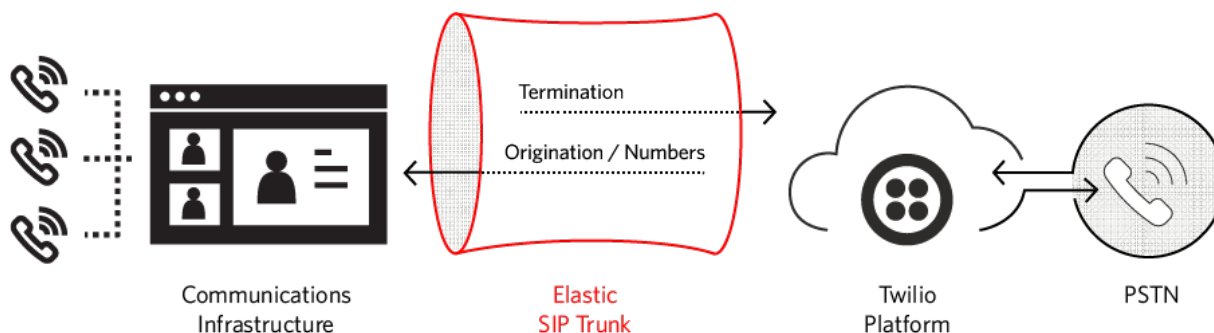 Termination
Origination / Numbers
Communications
Infrastructure
Elastic
SIP Trunk
Twilio
Platform
PSTN